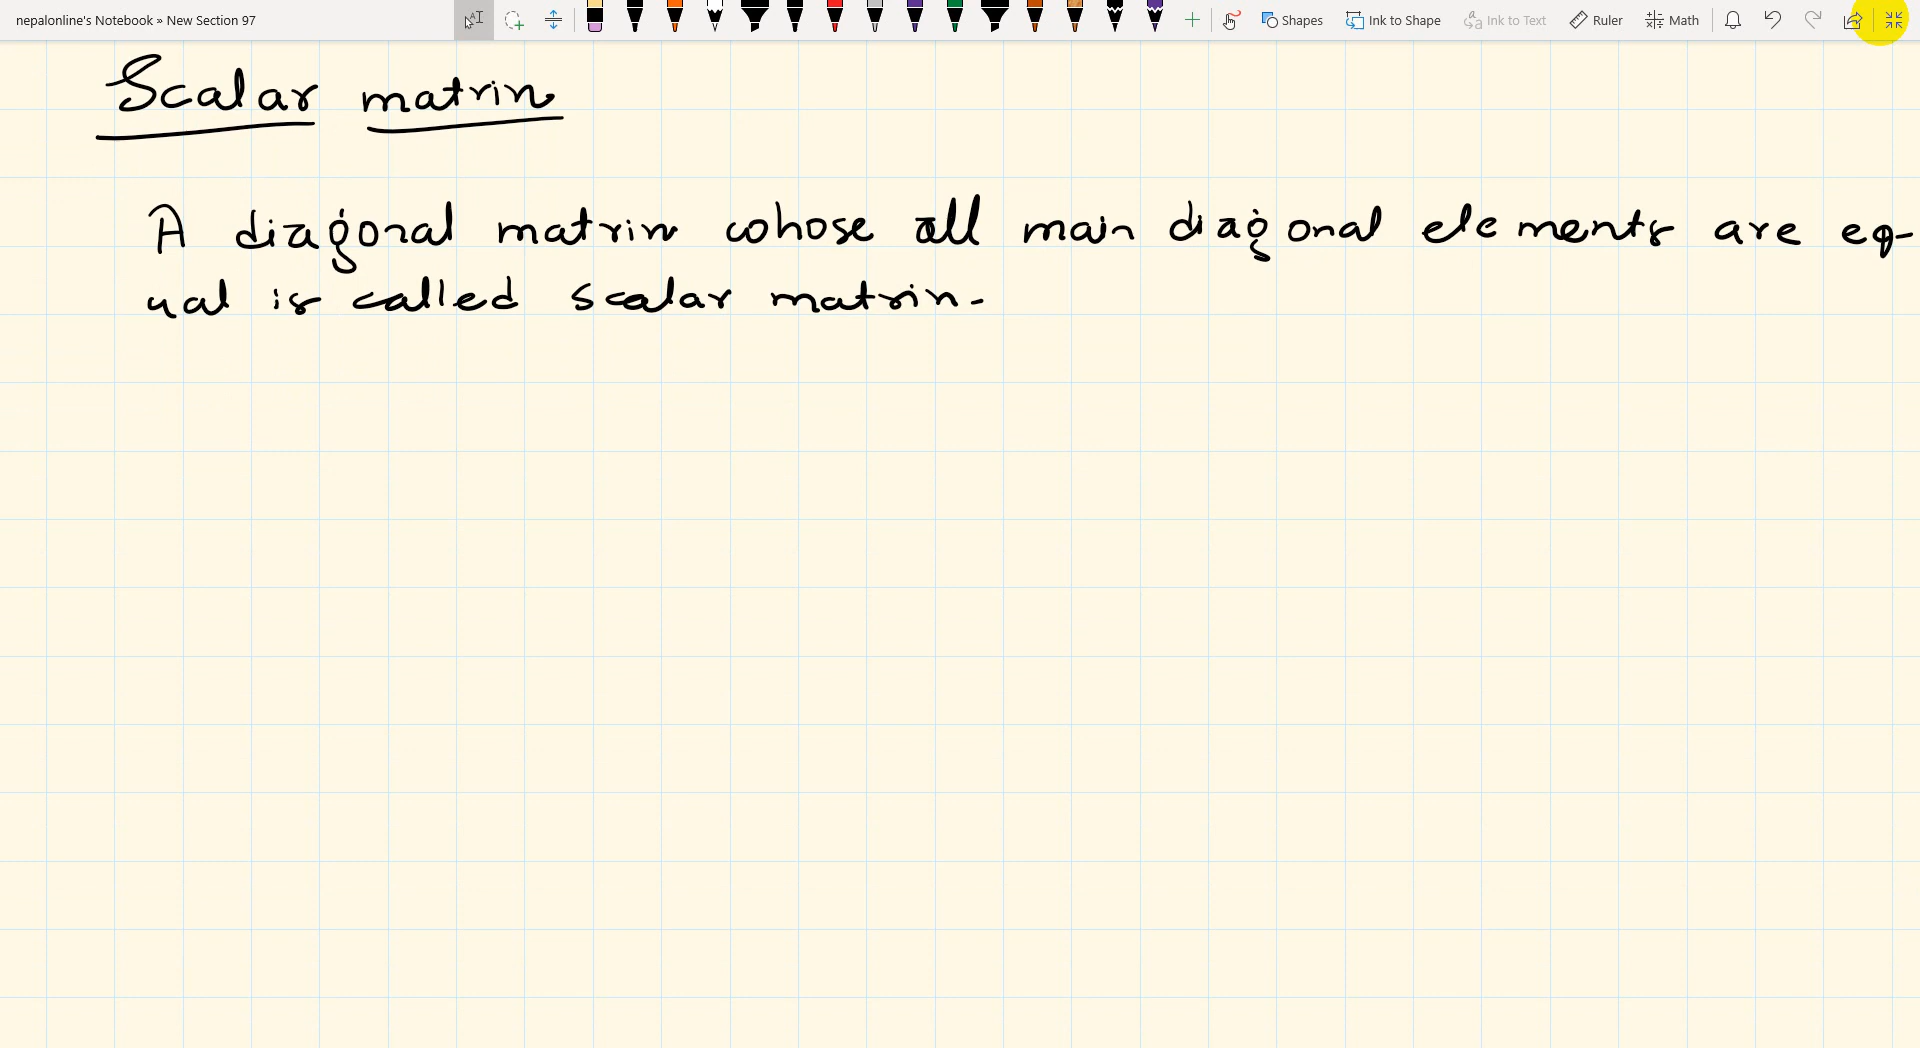 nepalonline's Notebook » New Section 97
Shapes Ink to Shape Ink to Text Ruler Math
Scalar matrix
A diagonal matrix whose all main diagonal elements are eq-
ual is called scalar matrix.